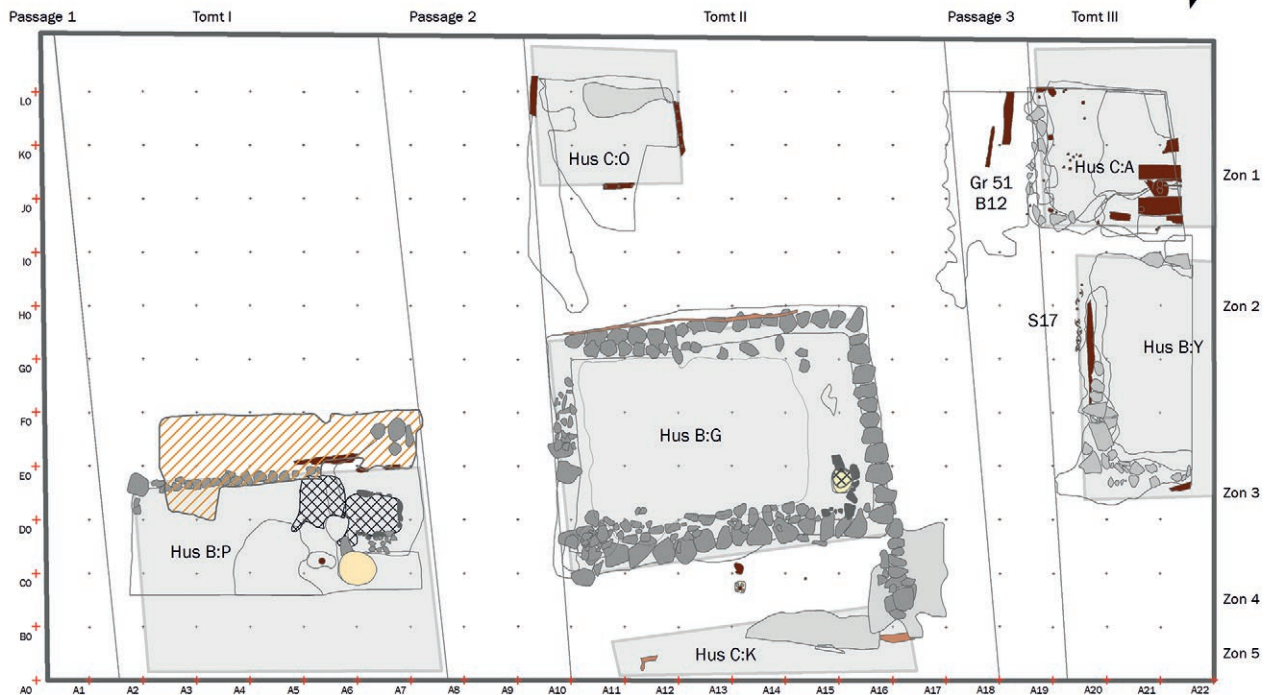 Passage 1
Tomt I
Passage 2
Tomt II
Passage 3
Tomt III
L0
K0
J0
I0
H0
G0
F0
E0
D0
C0
B0
A0
Hus C:O
Gr 51
B12
Hus C:A
Zon 1
S17
Zon 2
Hus B:Y
Hus B:G
Zon 3
Hus B:P
Zon 4
Hus C:K
Zon 5
A1
A2
A3
A4
A5
A6
A7
A8
A9
A10
A11
A12
A13
A14
A15
A16
A17
A18
A19
A20
A21
A22